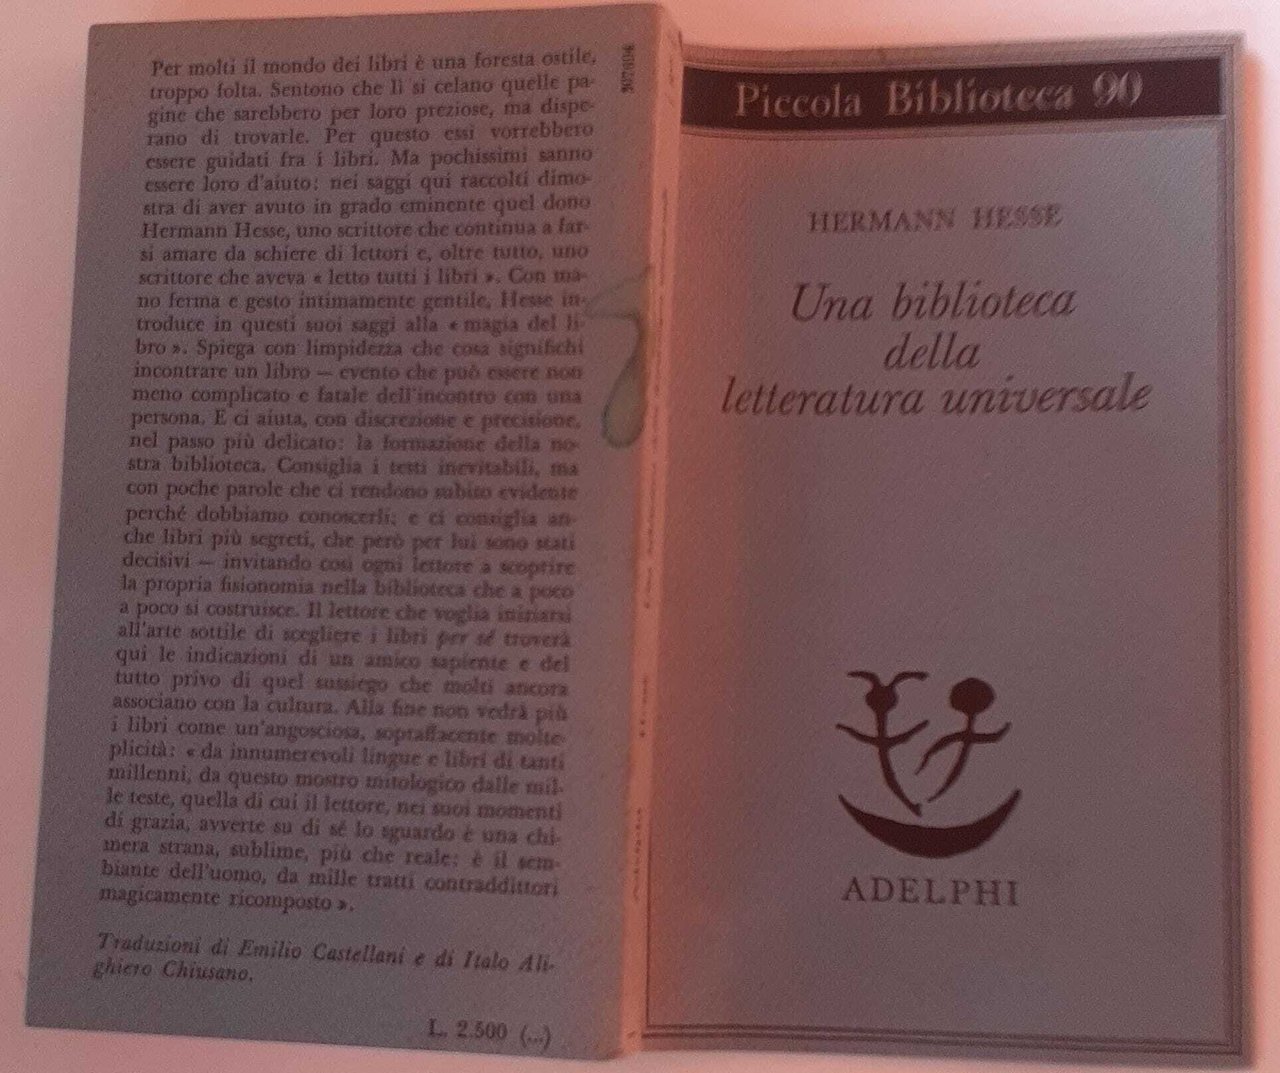 Per molti il mondo dei libri è una foresta ostile,
troppo folta. Sentono che lì si celano quelle pa-
gine che sarebbero per loro preziose, ma dispe-
rano di trovarle. Per questo essi vorrebbero
essere guidati fra i libri. Ma pochissimi sanno
essere loro d'aiuto: nei saggi qui raccolti dimo-
stra di aver avuto in grado eminente quel dono
Hermann Hesse, uno scrittore che continua a far-
si amare da schiere di lettori e, oltre tutto, uno
scrittore che aveva « letto tutti i libri ». Con ma-
no ferma e gesto intimamente gentile, Hesse in-
troduce in questi suoi saggi alla « magia del li-
bro ». Spiega con limpidezza che cosa significhi
incontrare un libro — evento che può essere non
meno complicato e fatale dell'incontro con una
persona. E ci aiuta, con discrezione e precisione,
nel passo più delicato: la formazione della no-
stra biblioteca. Consiglia i testi inevitabili, ma
con poche parole che ci rendono subito evidente
perché dobbiamo conoscerli; e ci consiglia an-
che libri più segreti, che però per lui sono stati
decisivi — invitando così ogni lettore a scoprire
la propria fisionomia nella biblioteca che a poco
a poco si costruisce. Il lettore che voglia iniziarsi
all'arte sottile di scegliere i libri per sé troverà
qui le indicazioni di un amico sapiente e del
tutto privo di quel sussiego che molti ancora
associano con la cultura. Alla fine non vedrà più
i libri come un'angosciosa, sopraffacente molte-
plicità: « da innumerevoli lingue e libri di tanti
millenni, da questo mostro mitologico dalle mil-
le teste, quella di cui il lettore, nei suoi momenti
di grazia, avverte su di sé lo sguardo è una chi-
mera strana, sublime, più che reale: è il sem-
biante dell'uomo, da mille tratti contraddittori
magicamente ricomposto ».
Traduzioni di Emilio Castellani e di Italo Ali-
ghiero Chiusano.
L. 2.500 (...)
Piccola Biblioteca 90
HERMANN HESSE
Una biblioteca
della
letteratura universale
ADELPHI